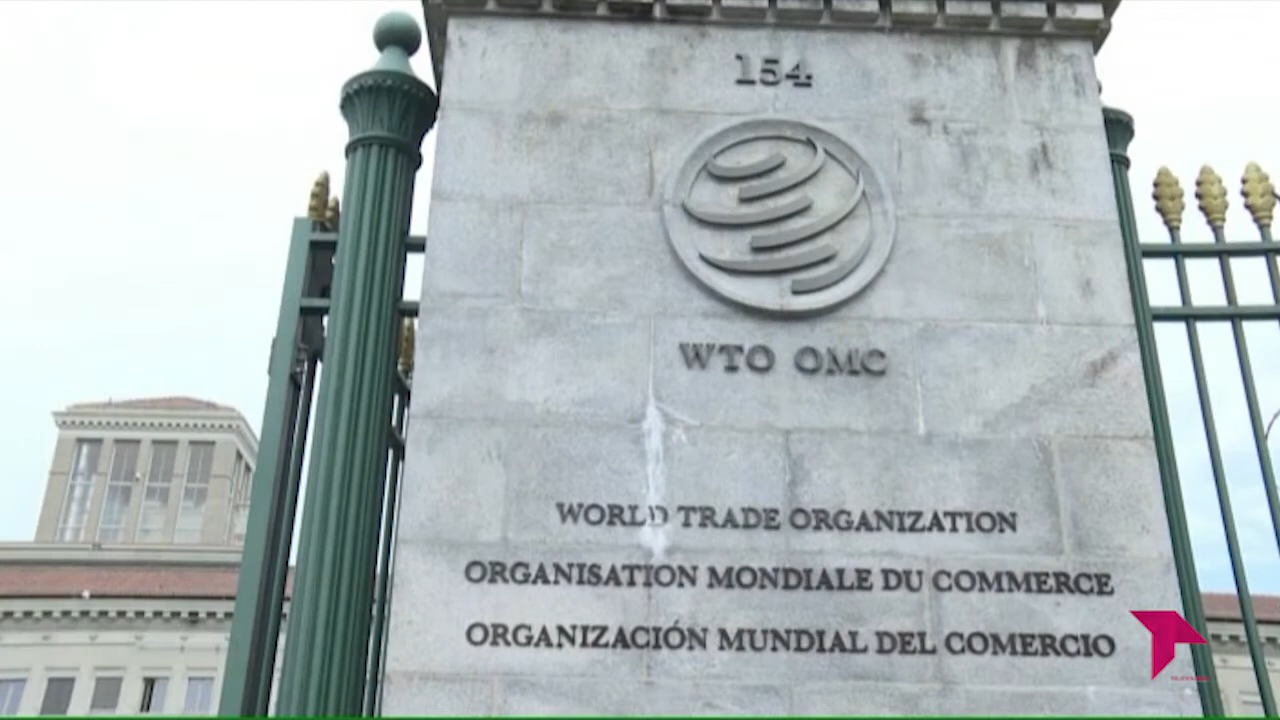 154
WTO OMC
WORLD TRADE ORGANIZATION
ORGANISATION MONDIALE DU COMMERCE
ORGANIZACIÓN MUNDIAL DEL COMERCIO